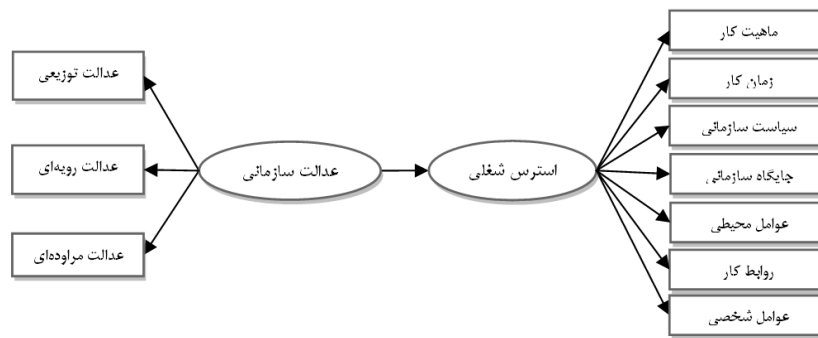 ماهیت کار
زمان کار
سیاست سازمانی
جایگاه سازمانی
عوامل محیطی
روابط کار
عوامل شخصی
استرس شغلی
عدالت سازمانی
عدالت توزیعی
عدالت رویه‌ای
عدالت مراوده‌ای